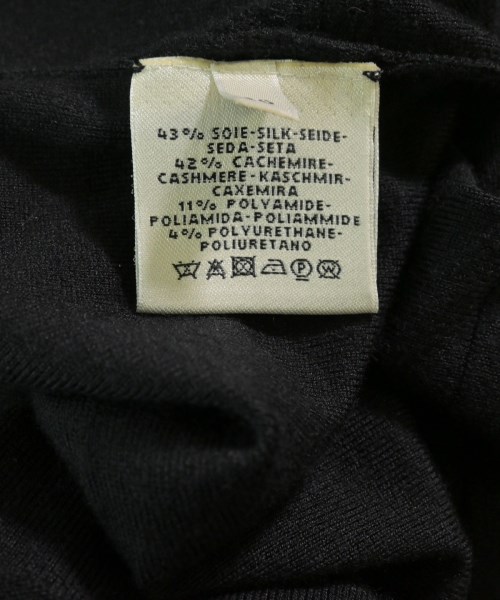 43% SOIE-SILK-SEIDE-
SEDA-SETA
42% CACHEMIRE-
CASHMERE-KASCHMIR-
CAXEMIRA
11% POLYAMIDE-
POLIAMIDA-POLIAMMIDE
4% POLYURETHANE-
POLIURETANO
P W